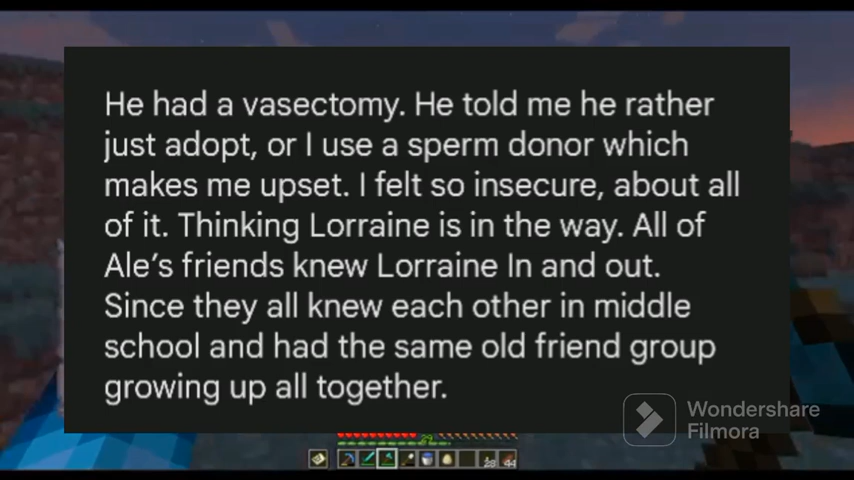 He had a vasectomy. He told me he rather
just adopt, or I use a sperm donor which
makes me upset. I felt so insecure, about all
of it. Thinking Lorraine is in the way. All of
Ale’s friends knew Lorraine In and out.
Since they all knew each other in middle
school and had the same old friend group
growing up all together.
Wondershare
Filmora
28 44